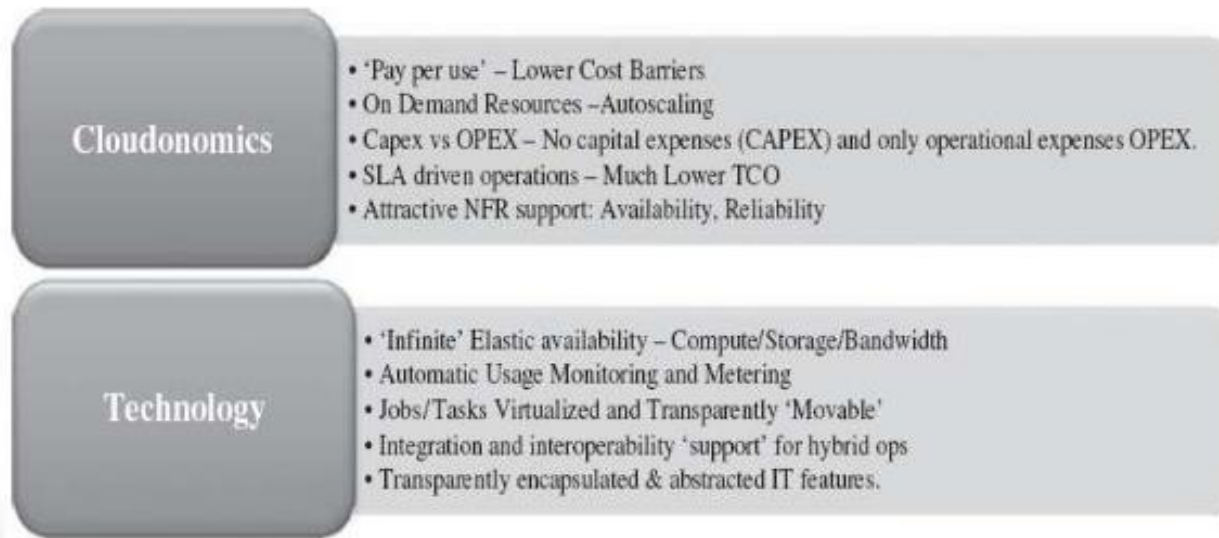 Cloudonomics
• ‘Pay per use’ – Lower Cost Barriers
• On Demand Resources –Autoscaling
• Capex vs OPEX – No capital expenses (CAPEX) and only operational expenses OPEX.
• SLA driven operations – Much Lower TCO
• Attractive NFR support: Availability, Reliability
Technology
• ‘Infinite’ Elastic availability – Compute/Storage/Bandwidth
• Automatic Usage Monitoring and Metering
• Jobs/Tasks Virtualized and Transparently ‘Movable’
• Integration and interoperability ‘support’ for hybrid ops
• Transparently encapsulated & abstracted IT features.